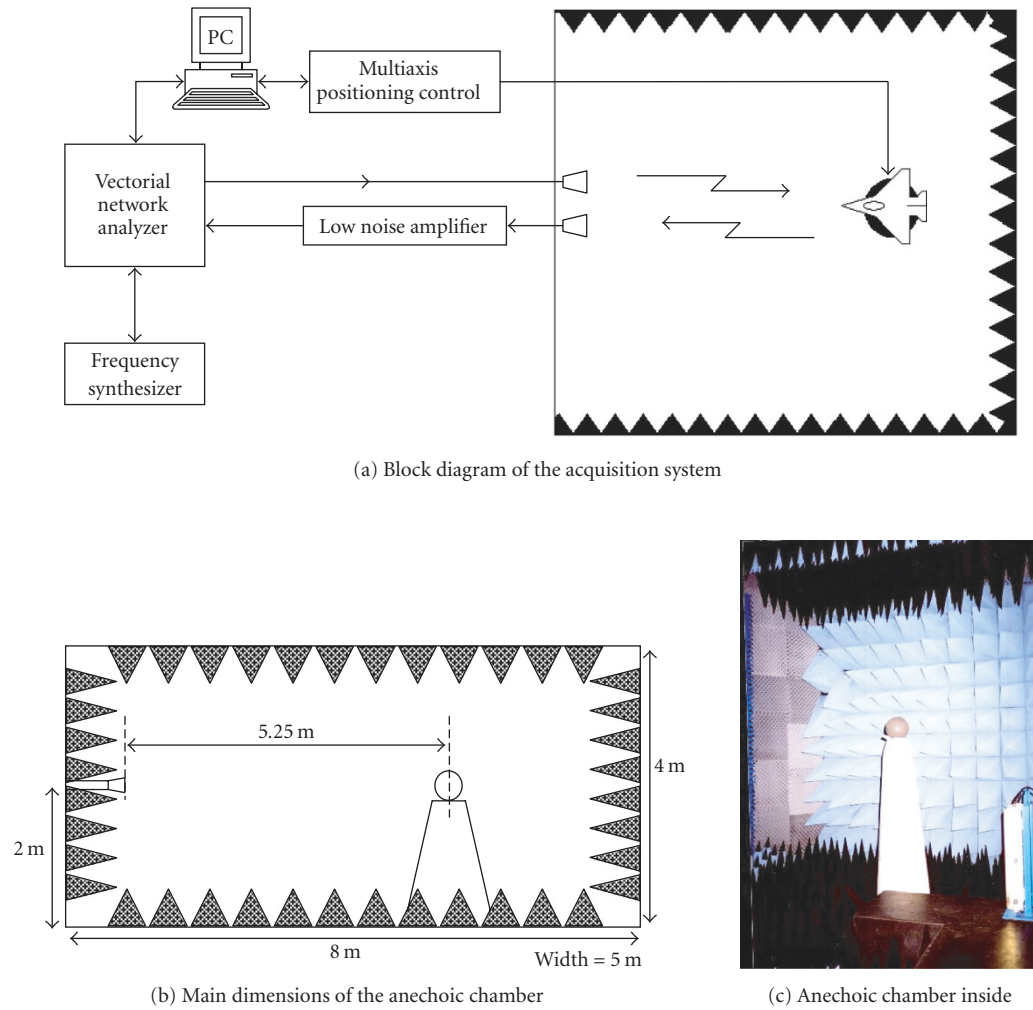 PC
Multiaxis
positioning control
Vectorial
network
analyzer
Low noise amplifier
Frequency
synthesizer
(a) Block diagram of the acquisition system
5.25 m
4 m
2 m
8 m
Width = 5 m
(b) Main dimensions of the anechoic chamber
(c) Anechoic chamber inside